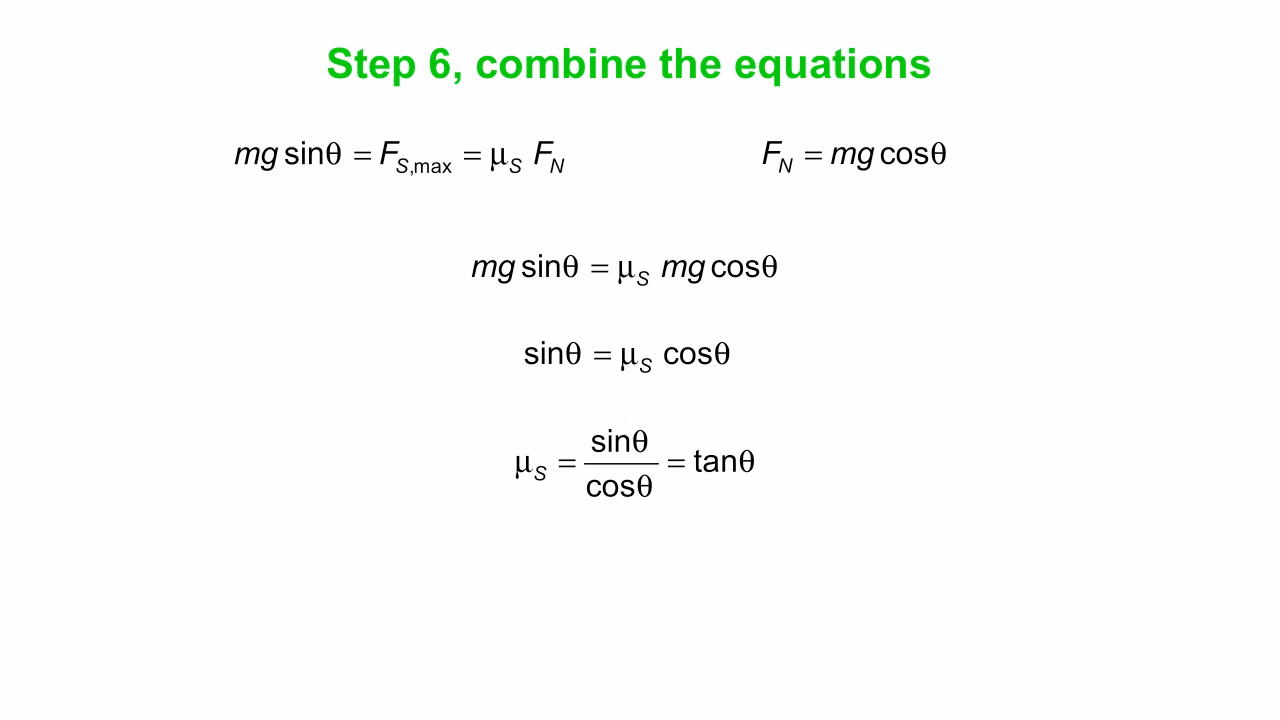 Step 6, combine the equations
mg sinθ = F_S,max = μ_S F_N    F_N = mg cosθ
mg sinθ = μ_S mg cosθ
sinθ = μ_S cosθ
μ_S = sinθ / cosθ = tanθ